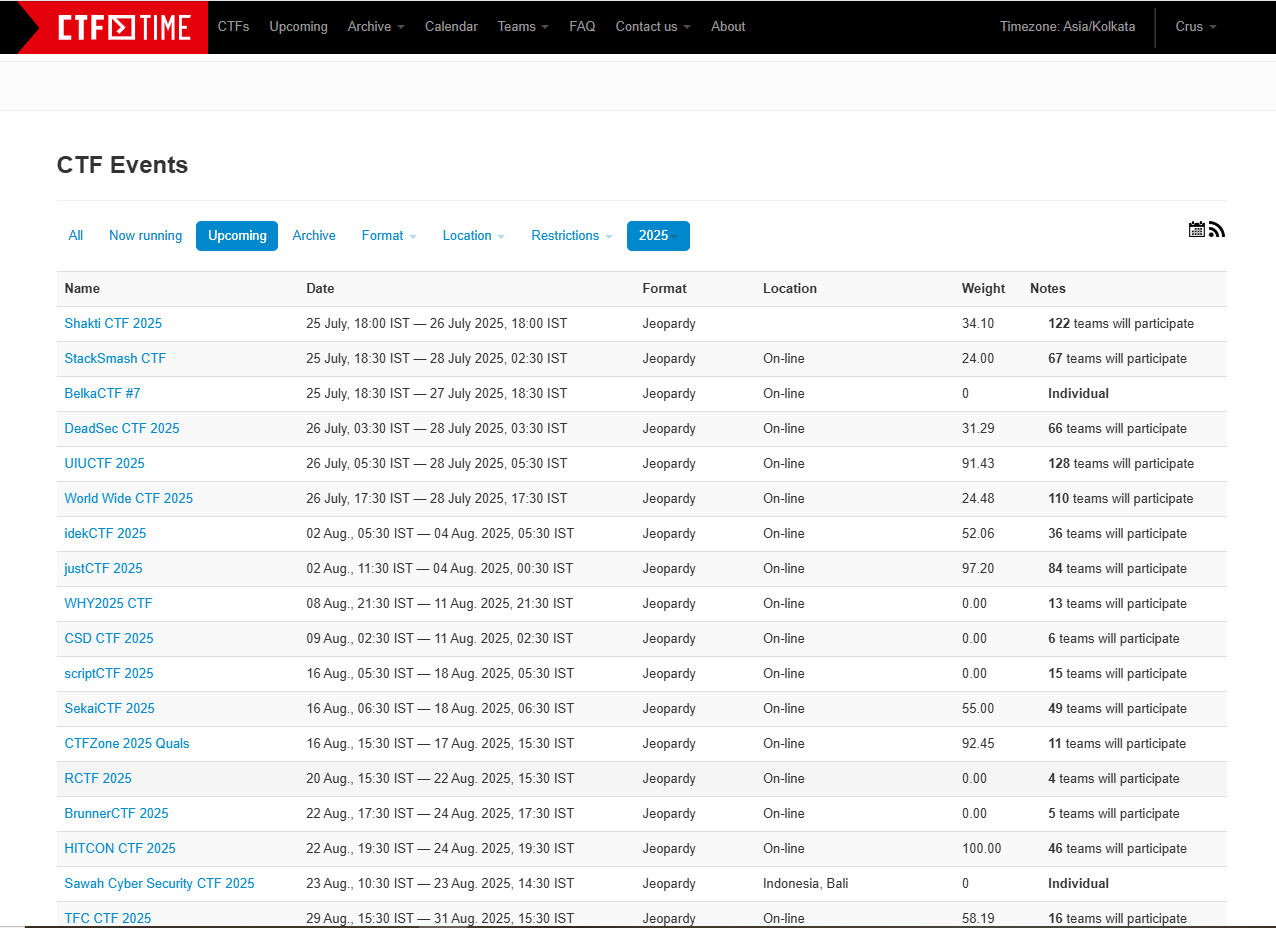 CTF TIME CTFs Upcoming Archive Calendar Teams FAQ Contact us About Timezone: Asia/Kolkata Crus
CTF Events
All Now running Upcoming Archive Format Location Restrictions 2025
Name Date Format Location Weight Notes
Shakti CTF 2025 25 July, 18:00 IST — 26 July 2025, 18:00 IST Jeopardy 34.10 122 teams will participate
StackSmash CTF 25 July, 18:30 IST — 28 July 2025, 02:30 IST Jeopardy On-line 24.00 67 teams will participate
BelkaCTF #7 25 July, 18:30 IST — 27 July 2025, 18:30 IST Jeopardy On-line 0 Individual
DeadSec CTF 2025 26 July, 03:30 IST — 28 July 2025, 03:30 IST Jeopardy On-line 31.29 66 teams will participate
UIUCTF 2025 26 July, 05:30 IST — 28 July 2025, 05:30 IST Jeopardy On-line 91.43 128 teams will participate
World Wide CTF 2025 26 July, 17:30 IST — 28 July 2025, 17:30 IST Jeopardy On-line 24.48 110 teams will participate
idekCTF 2025 02 Aug., 05:30 IST — 04 Aug. 2025, 05:30 IST Jeopardy On-line 52.06 36 teams will participate
justCTF 2025 02 Aug., 11:30 IST — 04 Aug. 2025, 00:30 IST Jeopardy On-line 97.20 84 teams will participate
WHY2025 CTF 08 Aug., 21:30 IST — 11 Aug. 2025, 21:30 IST Jeopardy On-line 0.00 13 teams will participate
CSD CTF 2025 09 Aug., 02:30 IST — 11 Aug. 2025, 02:30 IST Jeopardy On-line 0.00 6 teams will participate
scriptCTF 2025 16 Aug., 05:30 IST — 18 Aug. 2025, 05:30 IST Jeopardy On-line 0.00 15 teams will participate
SekaiCTF 2025 16 Aug., 06:30 IST — 18 Aug. 2025, 06:30 IST Jeopardy On-line 55.00 49 teams will participate
CTFZone 2025 Quals 16 Aug., 15:30 IST — 17 Aug. 2025, 15:30 IST Jeopardy On-line 92.45 11 teams will participate
RCTF 2025 20 Aug., 15:30 IST — 22 Aug. 2025, 15:30 IST Jeopardy On-line 0.00 4 teams will participate
BrunnerCTF 2025 22 Aug., 17:30 IST — 24 Aug. 2025, 17:30 IST Jeopardy On-line 0.00 5 teams will participate
HITCON CTF 2025 22 Aug., 19:30 IST — 24 Aug. 2025, 19:30 IST Jeopardy On-line 100.00 46 teams will participate
Sawah Cyber Security CTF 2025 23 Aug., 10:30 IST — 23 Aug. 2025, 14:30 IST Jeopardy Indonesia, Bali 0 Individual
TFC CTF 2025 29 Aug., 15:30 IST — 31 Aug. 2025, 15:30 IST Jeopardy On-line 58.19 16 teams will participate